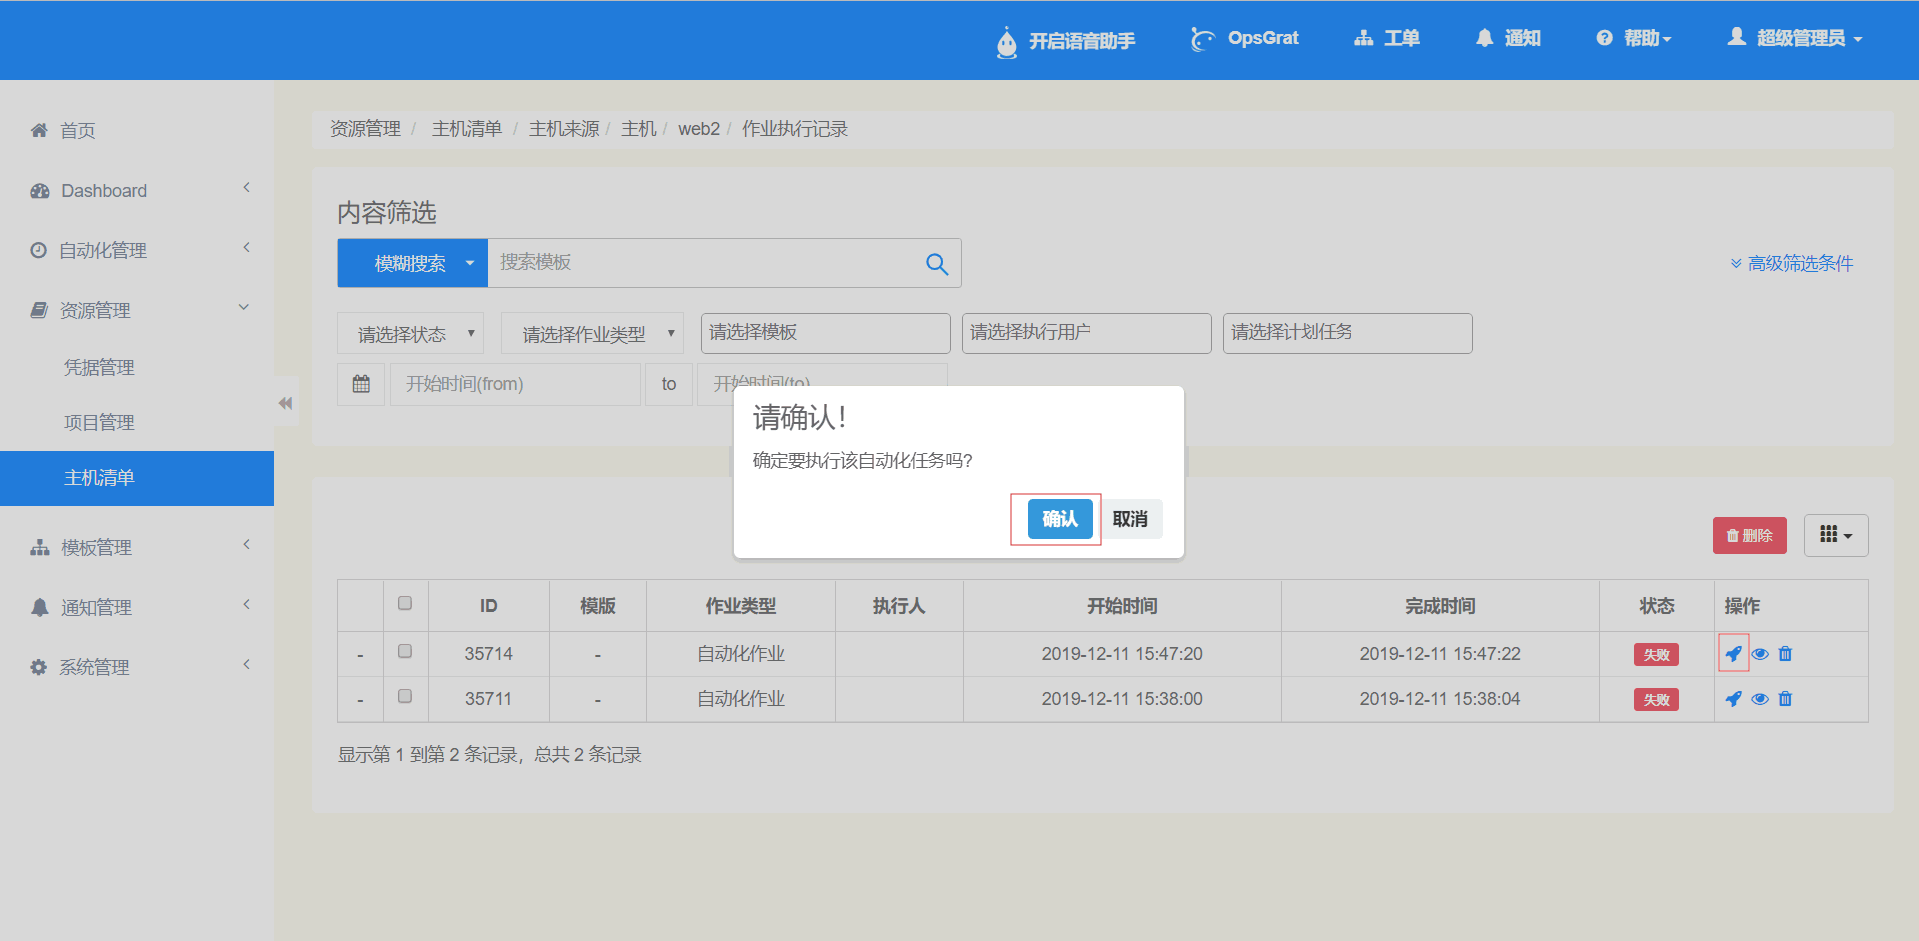 开启语音助手 OpsGrat 工单 通知 帮助 超级管理员
首页
Dashboard
自动化管理
资源管理
凭据管理
项目管理
主机清单
模板管理
通知管理
系统管理
资源管理 / 主机清单 / 主机来源 / 主机 / web2 / 作业执行记录
内容筛选
模糊搜索 搜索模板 高级筛选条件
请选择状态 请选择作业类型 请选择模板 请选择执行用户 请选择计划任务
开始时间(from) to 开始时间(to)
请确认！
确定要执行该自动化任务吗?
确认 取消
删除
ID 模版 作业类型 执行人 开始时间 完成时间 状态 操作
- 35714 - 自动化作业 2019-12-11 15:47:20 2019-12-11 15:47:22 失败
- 35711 - 自动化作业 2019-12-11 15:38:00 2019-12-11 15:38:04 失败
显示第 1 到第 2 条记录，总共 2 条记录